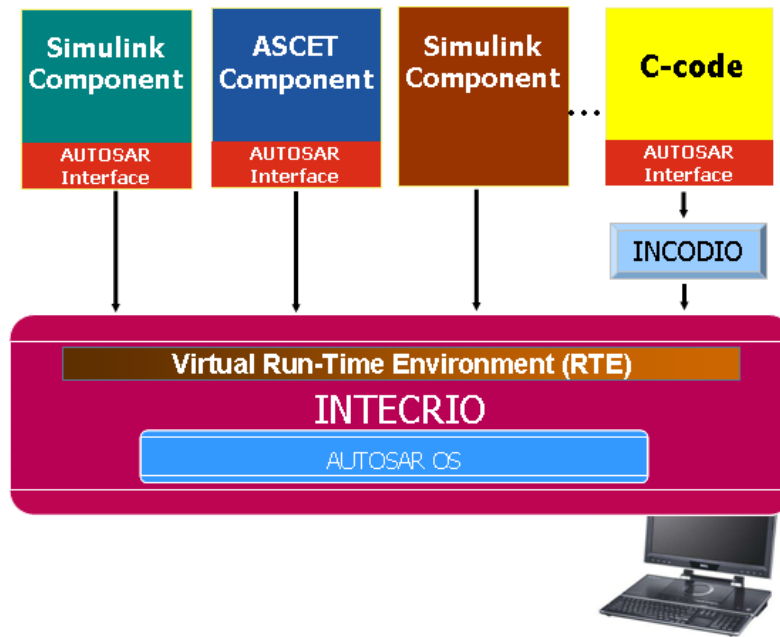 Simulink
Component
AUTOSAR
Interface
ASCET
Component
AUTOSAR
Interface
Simulink
Component
...
C-code
AUTOSAR
Interface
INCODIO
Virtual Run-Time Environment (RTE)
INTECRIO
AUTOSAR OS